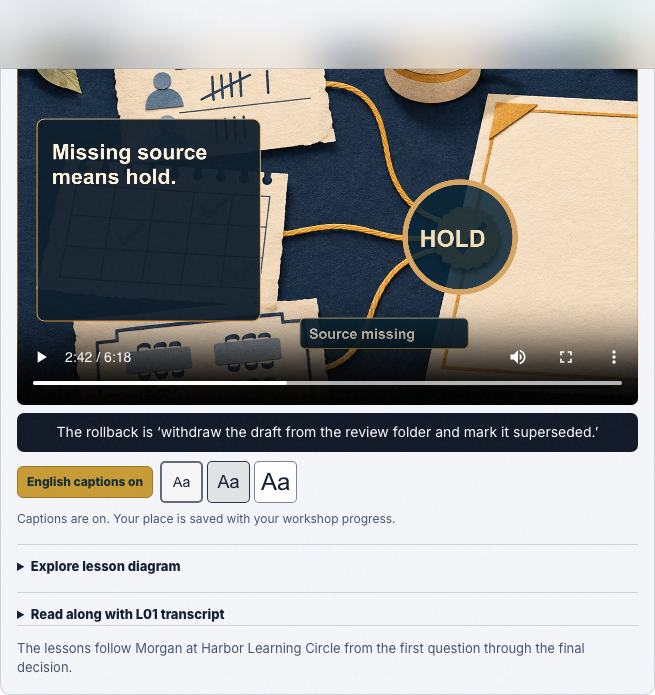 Missing source
means hold.
HOLD
Source missing
2:42 / 6:18
The rollback is ‘withdraw the draft from the review folder and mark it superseded.’
English captions on
Aa
Aa
Aa
Captions are on. Your place is saved with your workshop progress.
Explore lesson diagram
Read along with L01 transcript
The lessons follow Morgan at Harbor Learning Circle from the first question through the final
decision.